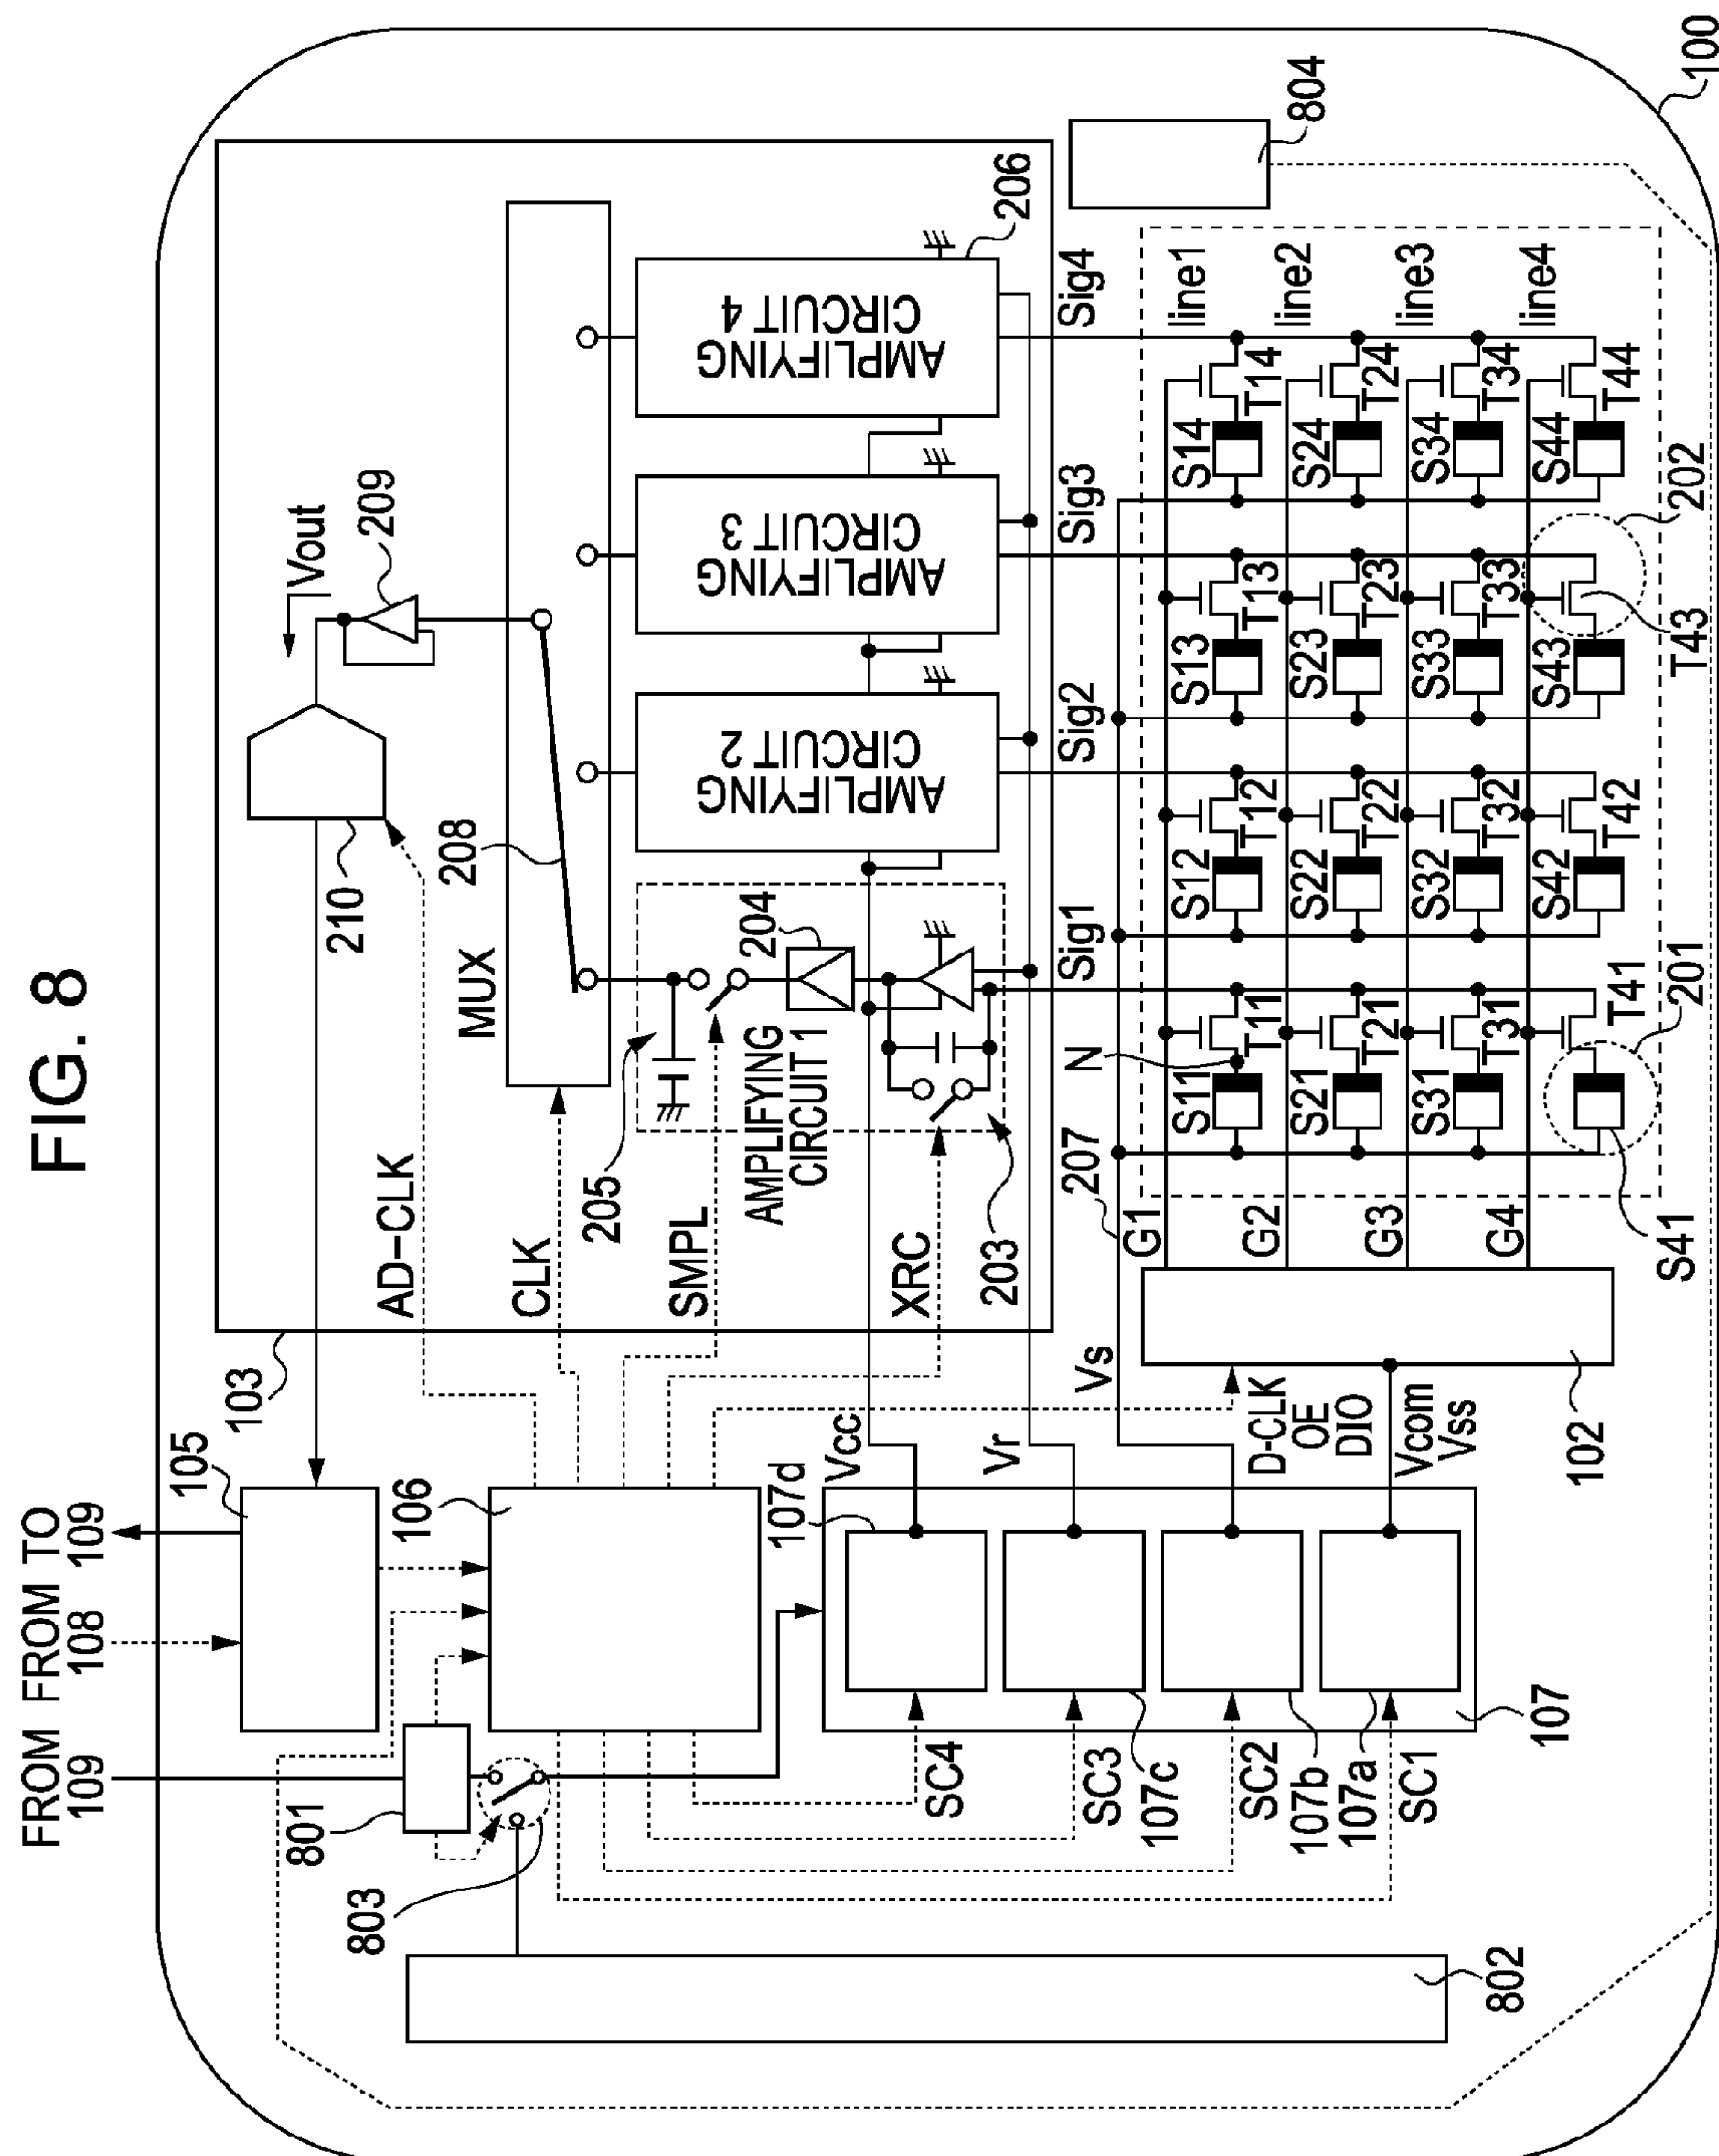 FIG. 8
FROM FROM TO
109 108 109
100
105
103
106
801
803
802
804
AD-CLK
CLK
SMPL
XRC
MUX
208
210
209
Vout
205
204
203
206
AMPLIFYING
CIRCUIT 1
AMPLIFYING
CIRCUIT 2
AMPLIFYING
CIRCUIT 3
AMPLIFYING
CIRCUIT 4
Vcc
Vr
Vs
107d
107c
107b
107a
107
SC4
SC3
SC2
SC1
D-CLK
OE
DIO
Vcom
Vss
102
207
N
Sig1
Sig2
Sig3
Sig4
G1
G2
G3
G4
line1
line2
line3
line4
S11
T11
S12
T12
S13
T13
S14
T14
S21
T21
S22
T22
S23
T23
S24
T24
S31
T31
S32
T32
S33
T33
S34
T34
S41
T41
S42
T42
S43
T43
S44
T44
201
202